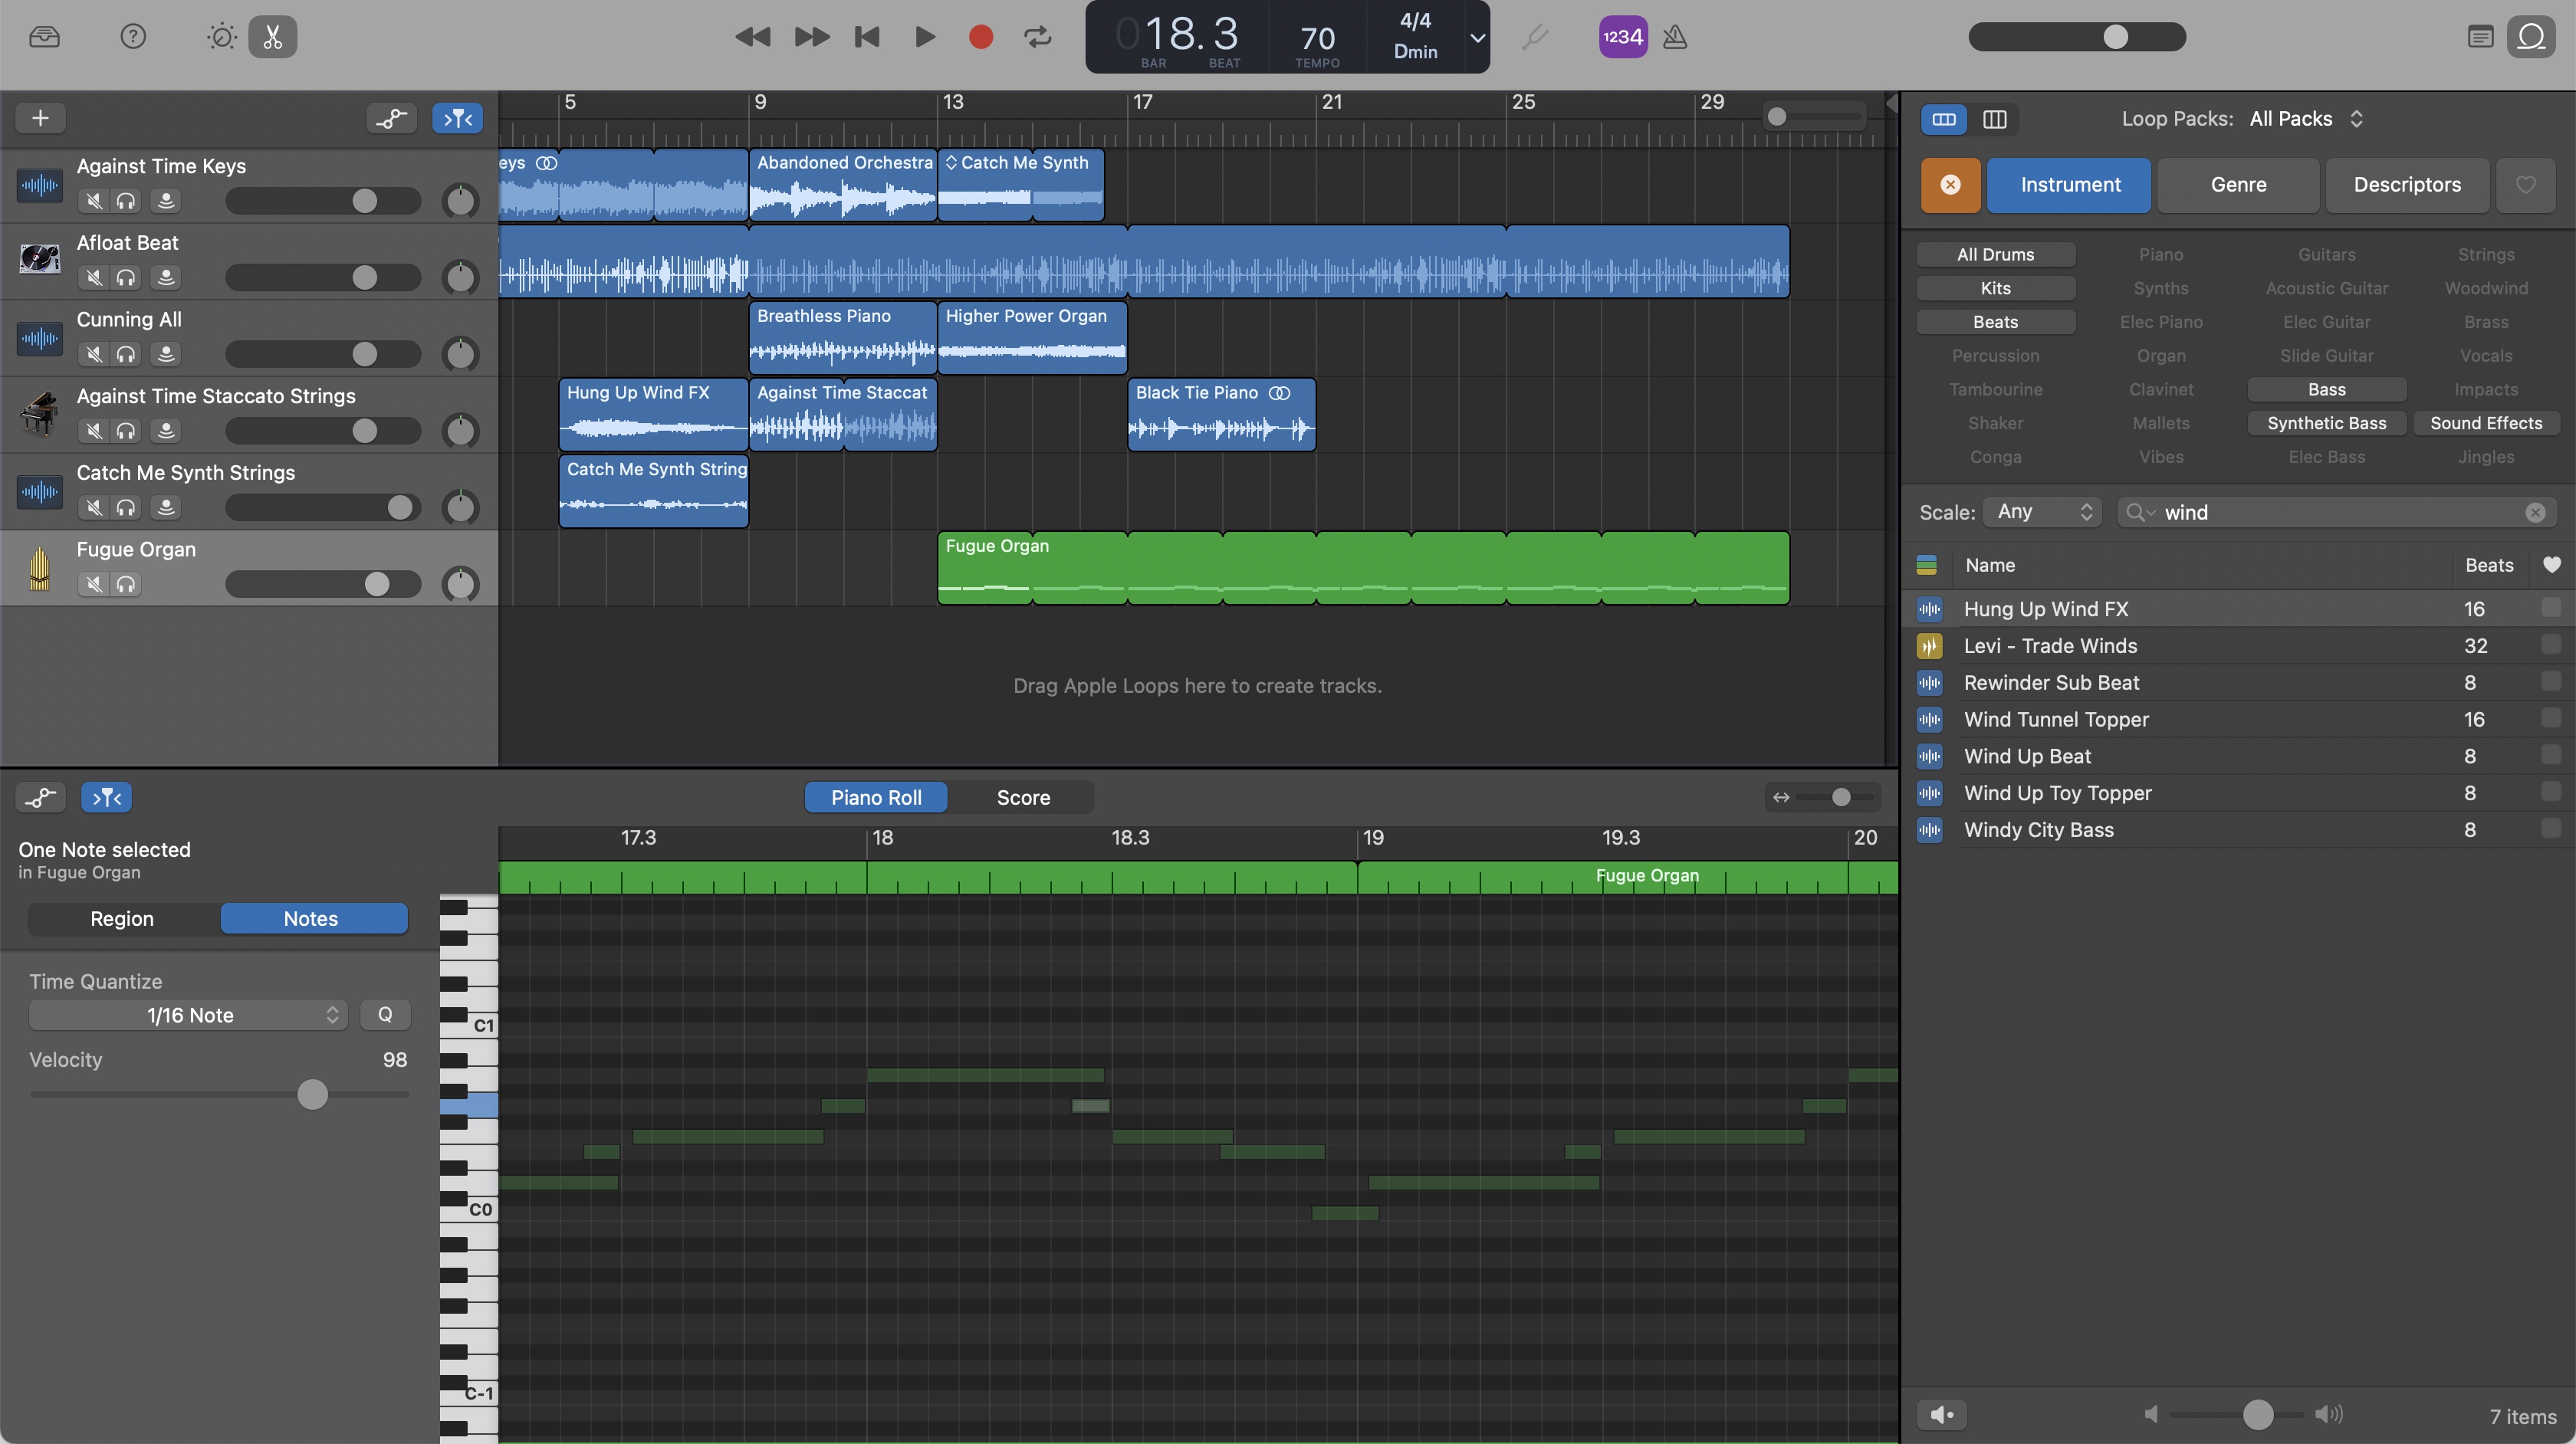 018.3
BAR BEAT
70
TEMPO
4/4
Dmin
1234
5 9 13 17 21 25 29
Loop Packs: All Packs
Against Time Keys
eys
Abandoned Orchestra
Catch Me Synth
Instrument Genre Descriptors
Afloat Beat
All Drums Piano Guitars Strings
Kits Synths Acoustic Guitar Woodwind
Beats Elec Piano Elec Guitar Brass
Percussion Organ Slide Guitar Vocals
Tambourine Clavinet Bass Impacts
Shaker Mallets Synthetic Bass Sound Effects
Conga Vibes Elec Bass Jingles
Cunning All
Breathless Piano
Higher Power Organ
Against Time Staccato Strings
Hung Up Wind FX
Against Time Staccat
Black Tie Piano
Catch Me Synth Strings
Catch Me Synth String
Fugue Organ
Fugue Organ
Drag Apple Loops here to create tracks.
Scale: Any wind
Name Beats
Hung Up Wind FX 16
Levi - Trade Winds 32
Rewinder Sub Beat 8
Wind Tunnel Topper 16
Wind Up Beat 8
Wind Up Toy Topper 8
Windy City Bass 8
Piano Roll Score
17.3 18 18.3 19 19.3 20
One Note selected
in Fugue Organ
Fugue Organ
Region Notes
Time Quantize
1/16 Note Q
Velocity 98
C1
C0
C-1
7 items